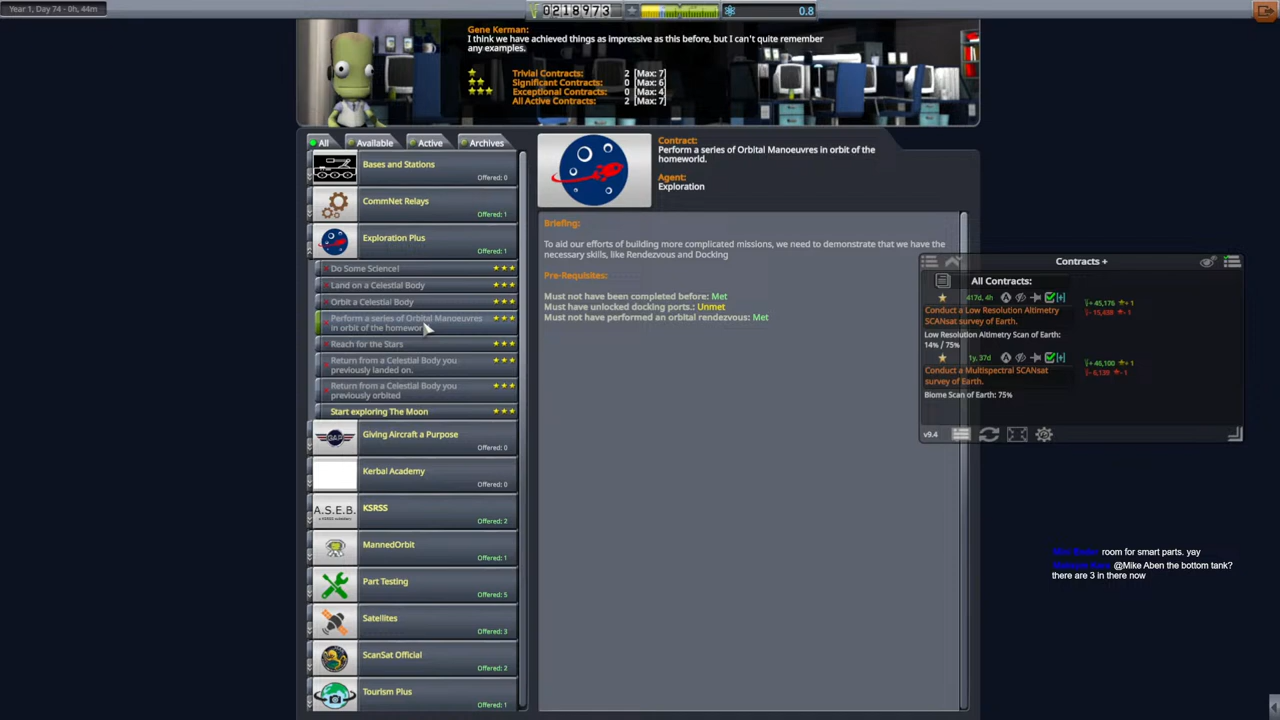 Year 1, Day 74 - 0h, 44m
0218973
0.8
Gene Kerman:
I think we have achieved things as impressive as this before, but I can't quite remember
any examples.
Trivial Contracts: 2 [Max: 7]
Significant Contracts: 0 [Max: 6]
Exceptional Contracts: 0 [Max: 4]
All Active Contracts: 2 [Max: 7]
All
Available
Active
Archives
Bases and Stations
Offered: 0
CommNet Relays
Offered: 1
Exploration Plus
Offered: 1
Do Some Science!
Land on a Celestial Body
Orbit a Celestial Body
Perform a series of Orbital Manoeuvres
in orbit of the homeworld.
Reach for the Stars
Return from a Celestial Body you
previously landed on.
Return from a Celestial Body you
previously orbited
Start exploring The Moon
Giving Aircraft a Purpose
GAP
Offered: 0
Kerbal Academy
Offered: 0
A.S.E.B.
KSRSS
Offered: 2
MannedOrbit
Offered: 1
Part Testing
Offered: 5
Satellites
Offered: 3
ScanSat Official
Offered: 2
Tourism Plus
Offered: 1
Contract:
Perform a series of Orbital Manoeuvres in orbit of the
homeworld.
Agent:
Exploration
Briefing:
To aid our efforts of building more complicated missions, we need to demonstrate that we have the
necessary skills, like Rendezvous and Docking
Pre-Requisites:
Must not have been completed before: Met
Must have unlocked docking ports.: Unmet
Must not have performed an orbital rendezvous: Met
Contracts +
All Contracts:
417d, 4h
Conduct a Low Resolution Altimetry
SCANsat survey of Earth.
+45,176 +1
Low Resolution Altimetry Scan of Earth:
14% / 75%
1y, 37d
Conduct a Multispectral SCANsat
survey of Earth.
+46,100 +1
Biome Scan of Earth: 75%
v9.4
room for smart parts. yay
@Mike Aben the bottom tank?
there are 3 in there now